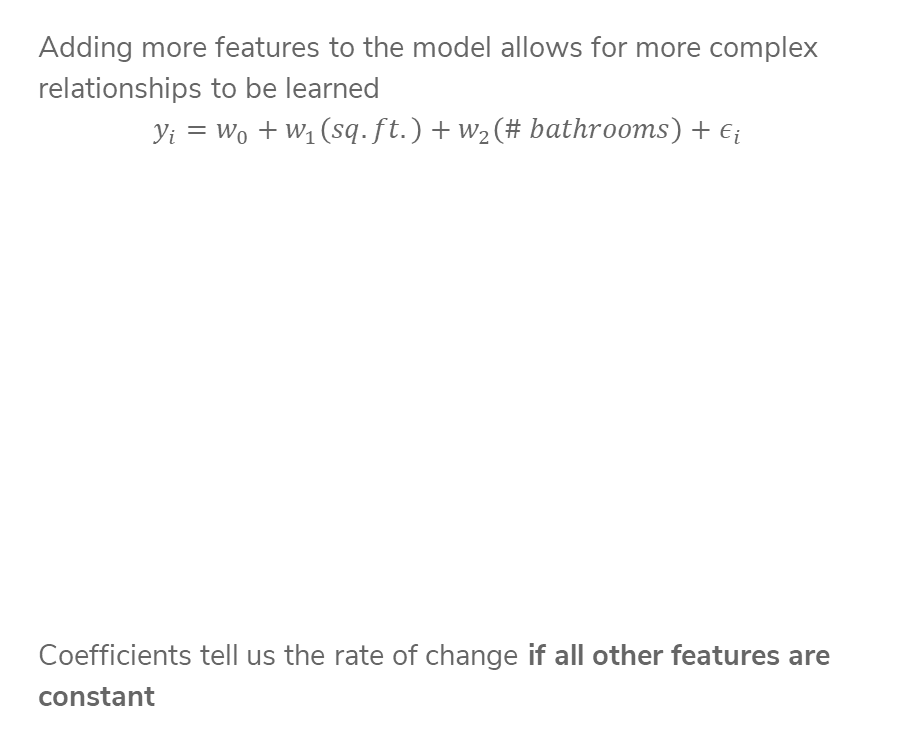 Adding more features to the model allows for more complex
relationships to be learned
𝑦ᵢ = 𝑤₀ + 𝑤₁(𝑠𝑞. 𝑓𝑡. ) + 𝑤₂(# 𝑏𝑎𝑡ℎ𝑟𝑜𝑜𝑚𝑠) + 𝜖ᵢ
Coefficients tell us the rate of change if all other features are
constant